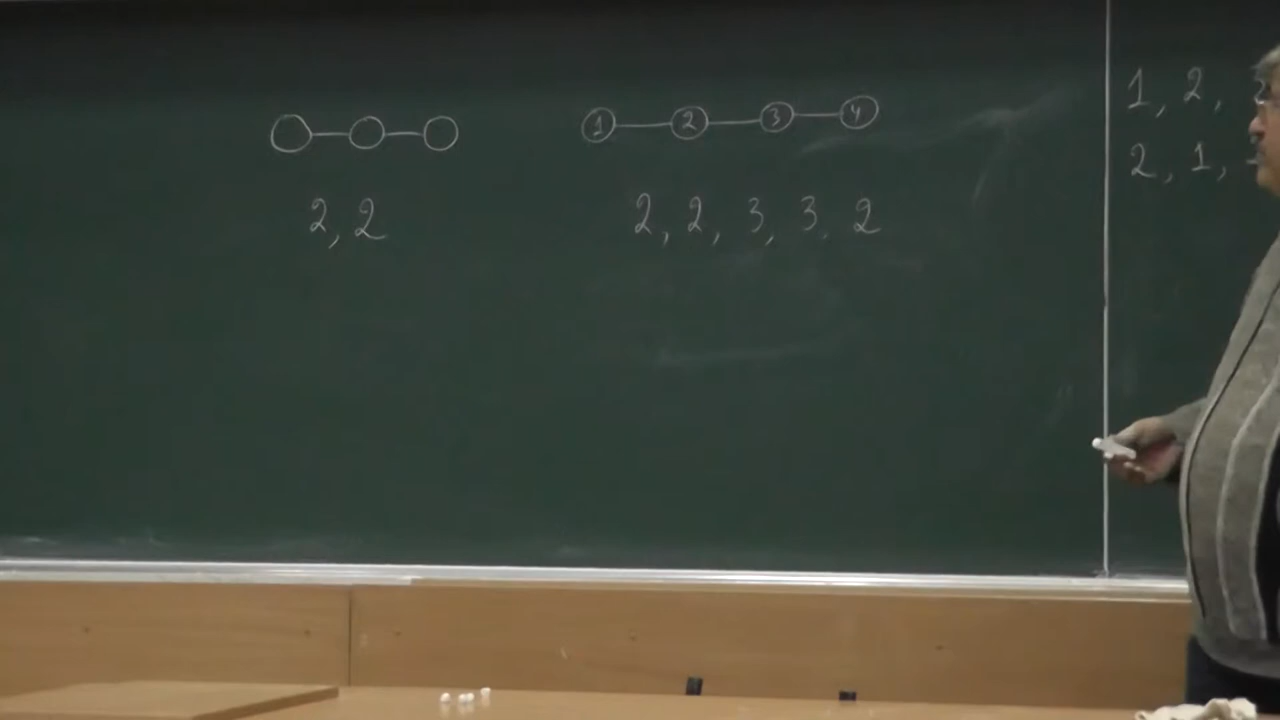 1 2 3 4
2, 2
2, 2, 3, 3, 2
1, 2,
2, 1,